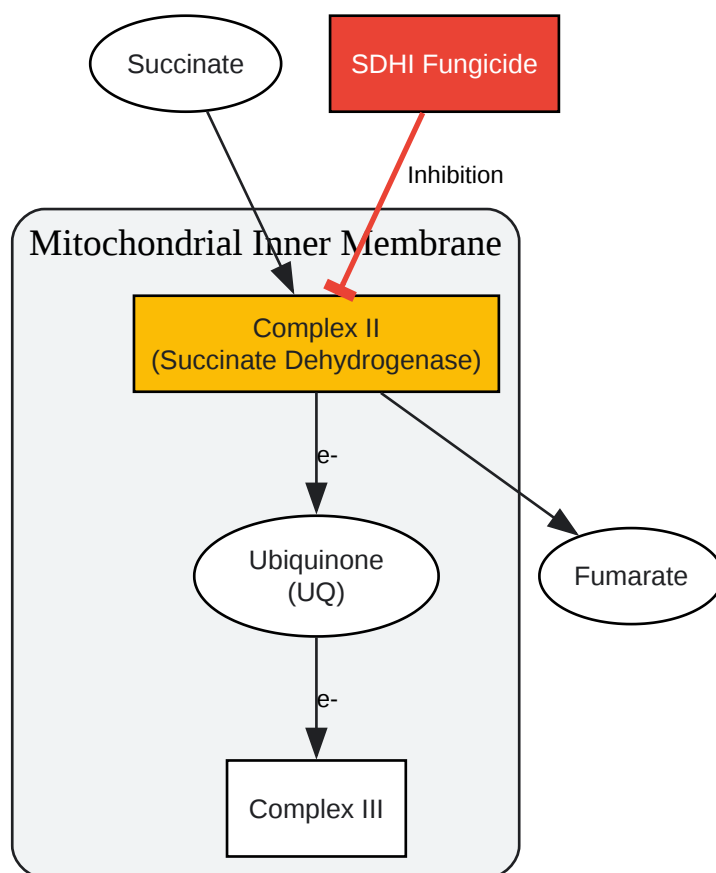 Succinate
SDHI Fungicide
Inhibition
Mitochondrial Inner Membrane
Complex II
(Succinate Dehydrogenase)
e-
Ubiquinone
(UQ)
Fumarate
e-
Complex III